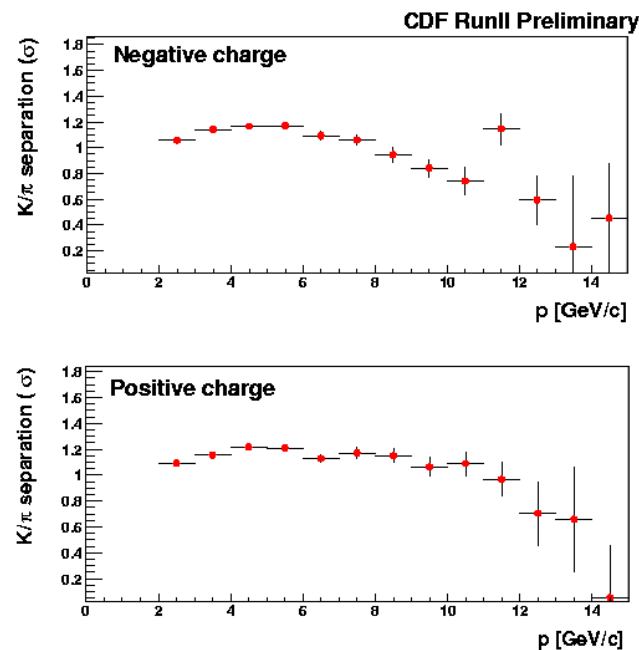 CDF RunII Preliminary
K/π separation (σ)
Negative charge
1.8
1.6
1.4
1.2
1
0.8
0.6
0.4
0.2
0 2 4 6 8 10 12 14
p [GeV/c]
K/π separation ( σ)
Positive charge
1.8
1.6
1.4
1.2
1
0.8
0.6
0.4
0.2
0 2 4 6 8 10 12 14
p [GeV/c]